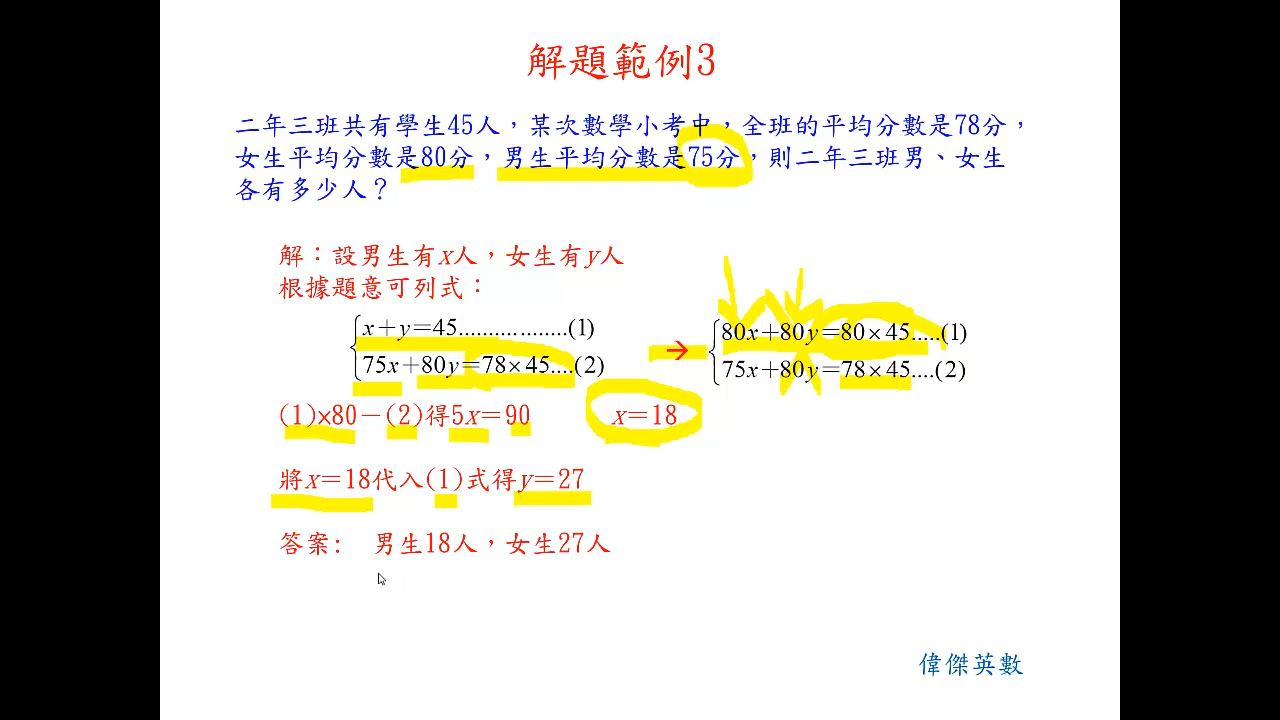 解題範例3
二年三班共有學生45人，某次數學小考中，全班的平均分數是78分，
女生平均分數是80分，男生平均分數是75分，則二年三班男、女生
各有多少人？
解：設男生有x人，女生有y人
根據題意可列式：
x+y=45..................(1)
75x+80y=78×45....(2)
→
80x+80y=80×45.....(1)
75x+80y=78×45....(2)
(1)×80－(2)得5x＝90 x＝18
將x＝18代入(1)式得y＝27
答案: 男生18人，女生27人
偉傑英數